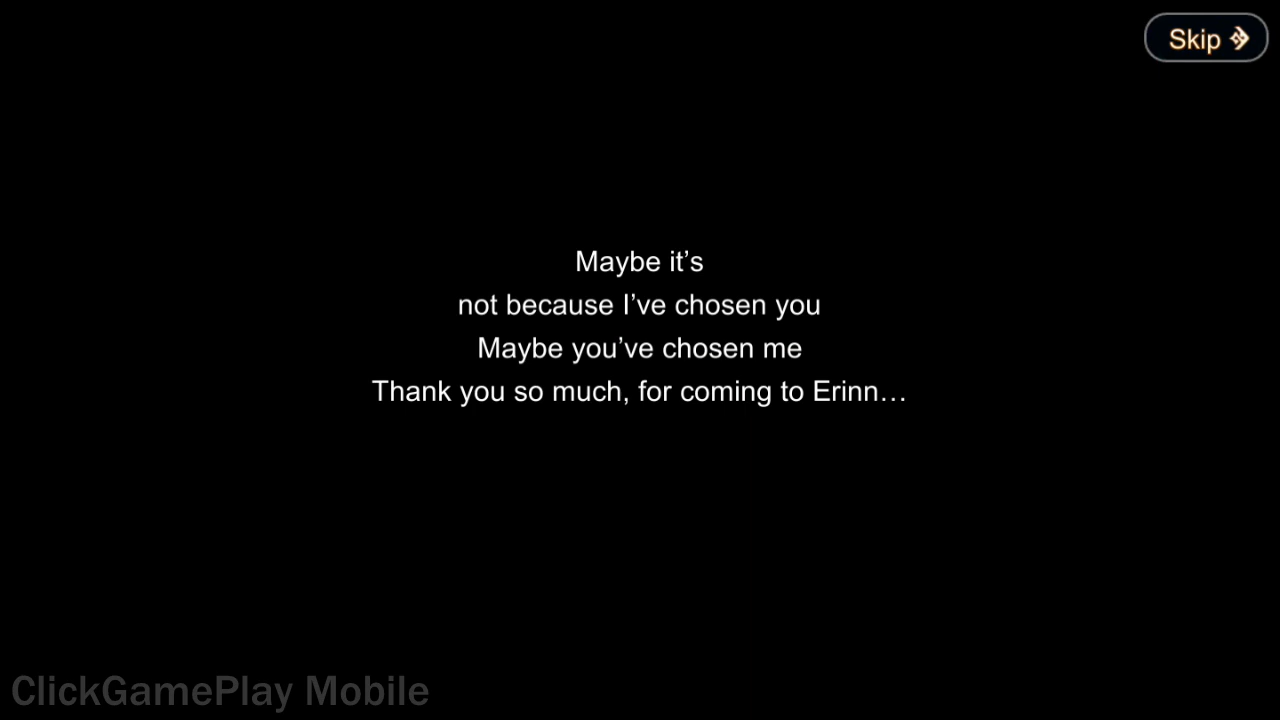 Skip
Maybe it’s
not because I’ve chosen you
Maybe you’ve chosen me
Thank you so much, for coming to Erinn…
ClickGamePlay Mobile